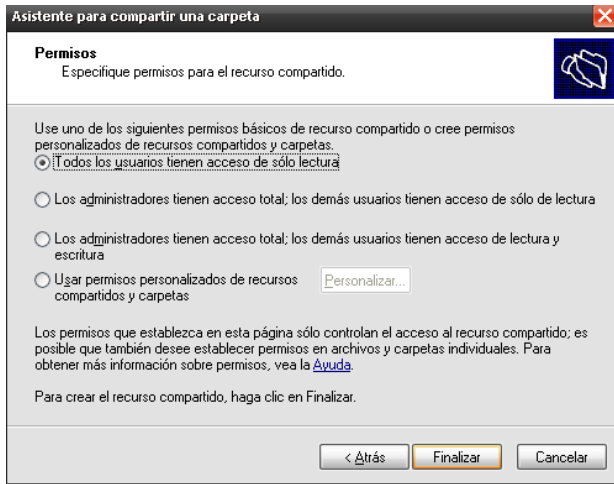 Asistente para compartir una carpeta
Permisos
Especifique permisos para el recurso compartido.
Use uno de los siguientes permisos básicos de recurso compartido o cree permisos
personalizados de recursos compartidos y carpetas.
Todos los usuarios tienen acceso de sólo lectura
Los administradores tienen acceso total; los demás usuarios tienen acceso de sólo de lectura
Los administradores tienen acceso total; los demás usuarios tienen acceso de lectura y
escritura
Usar permisos personalizados de recursos
compartidos y carpetas
Personalizar...
Los permisos que establezca en esta página sólo controlan el acceso al recurso compartido; es
posible que también desee establecer permisos en archivos y carpetas individuales. Para
obtener más información sobre permisos, vea la Ayuda.
Para crear el recurso compartido, haga clic en Finalizar.
< Atrás
Finalizar
Cancelar